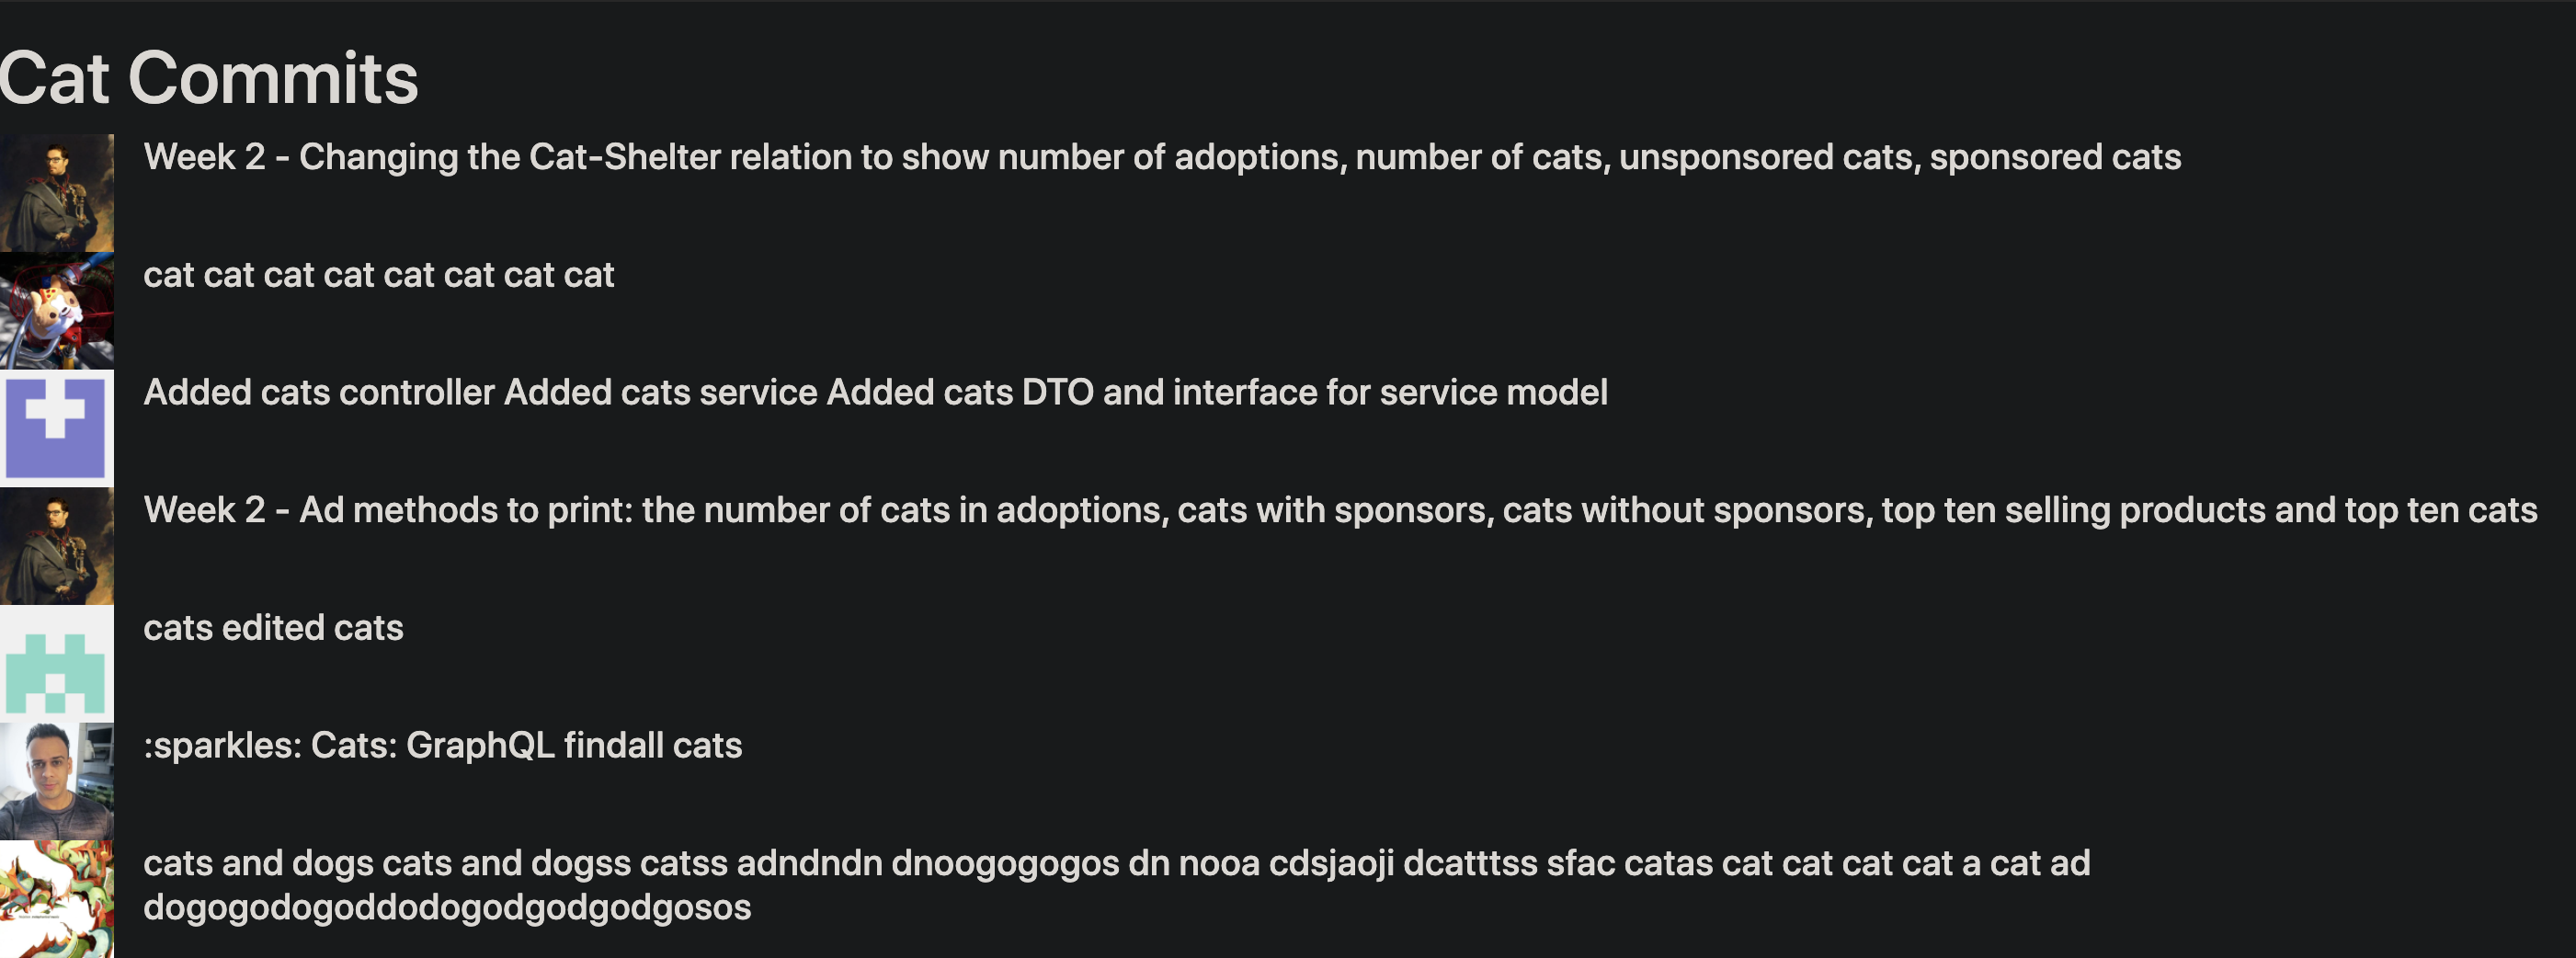 Cat Commits
Week 2 - Changing the Cat-Shelter relation to show number of adoptions, number of cats, unsponsored cats, sponsored cats
cat cat cat cat cat cat cat cat
Added cats controller Added cats service Added cats DTO and interface for service model
Week 2 - Ad methods to print: the number of cats in adoptions, cats with sponsors, cats without sponsors, top ten selling products and top ten cats
cats edited cats
:sparkles: Cats: GraphQL findall cats
cats and dogs cats and dogss catss adndndn dnoogogogos dn nooa cdsjaoji dcatttss sfac catas cat cat cat cat a cat ad
dogogodogoddodogodgodgodgosos